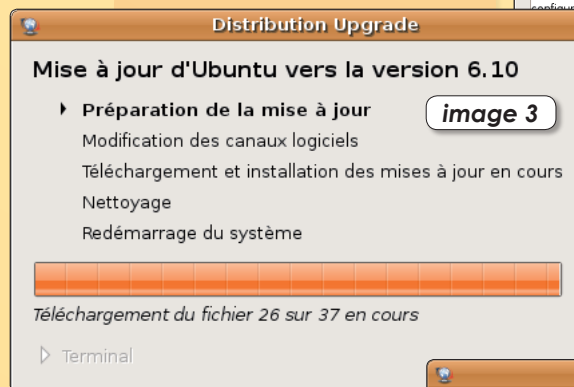 configur
Distribution Upgrade
Mise à jour d'Ubuntu vers la version 6.10
Préparation de la mise à jour
image 3
Modification des canaux logiciels
Téléchargement et installation des mises à jour en cours
Nettoyage
Redémarrage du système
Téléchargement du fichier 26 sur 37 en cours
Terminal